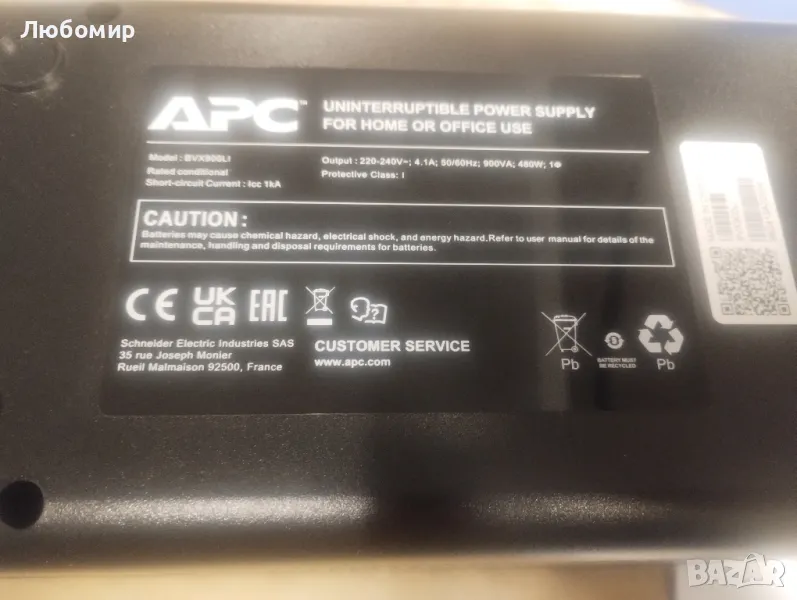 Любомир
APC™
UNINTERRUPTIBLE POWER SUPPLY
FOR HOME OR OFFICE USE
Model : BVX900LI
Rated conditional
Short-circuit Current : Icc 1kA
Output : 220-240V~; 4.1A; 50/60Hz; 900VA; 480W; 1Φ
Protective Class: I
CAUTION :
Batteries may cause chemical hazard, electrical shock, and energy hazard.Refer to user manual for details of the
maintenance, handling and disposal requirements for batteries.
CE UK CA EAC
Schneider Electric Industries SAS
35 rue Joseph Monier
Rueil Malmaison 92500, France
CUSTOMER SERVICE
www.apc.com
Pb
BATTERY MUST
BE RECYCLED
Pb
BAZAR